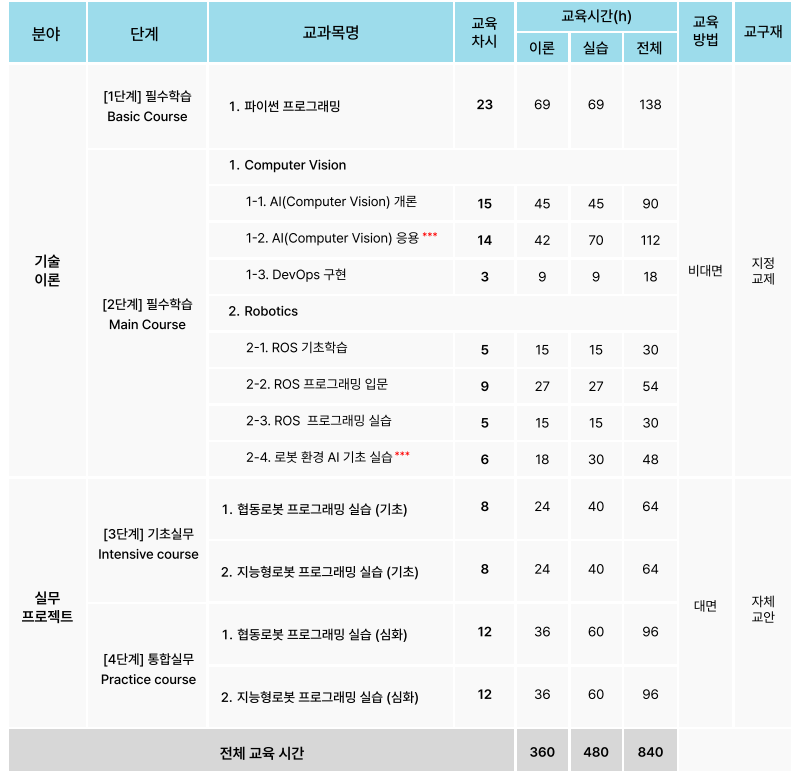 분야 단계 교과목명 교육 차시 교육시간(h) 교육 방법 교구재
이론 실습 전체
기술 이론
[1단계] 필수학습
Basic Course
1. 파이썬 프로그래밍 23 69 69 138
[2단계] 필수학습
Main Course
1. Computer Vision
1-1. AI(Computer Vision) 개론 15 45 45 90
1-2. AI(Computer Vision) 응용 *** 14 42 70 112
1-3. DevOps 구현 3 9 9 18
2. Robotics
2-1. ROS 기초학습 5 15 15 30
2-2. ROS 프로그래밍 입문 9 27 27 54
2-3. ROS 프로그래밍 실습 5 15 15 30
2-4. 로봇 환경 AI 기초 실습 *** 6 18 30 48
비대면
지정
교제
실무
프로젝트
[3단계] 기초실무
Intensive course
1. 협동로봇 프로그래밍 실습 (기초) 8 24 40 64
2. 지능형로봇 프로그래밍 실습 (기초) 8 24 40 64
[4단계] 통합실무
Practice course
1. 협동로봇 프로그래밍 실습 (심화) 12 36 60 96
2. 지능형로봇 프로그래밍 실습 (심화) 12 36 60 96
대면
자체
교안
전체 교육 시간 360 480 840